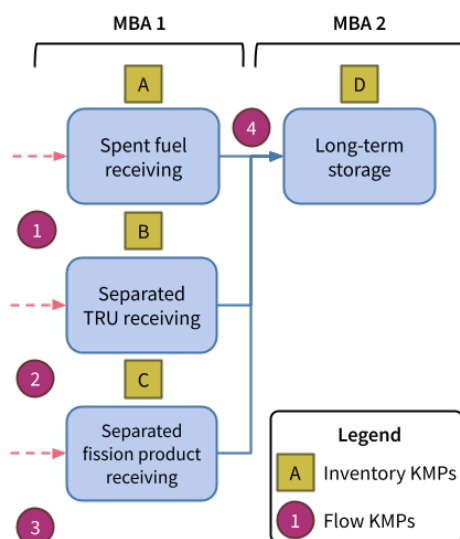 MBA 1
MBA 2
A
D
4
Spent fuel
receiving
Long-term
storage
1
B
Separated
TRU receiving
2
C
Separated
fission product
receiving
3
Legend
A
Inventory KMPs
1
Flow KMPs